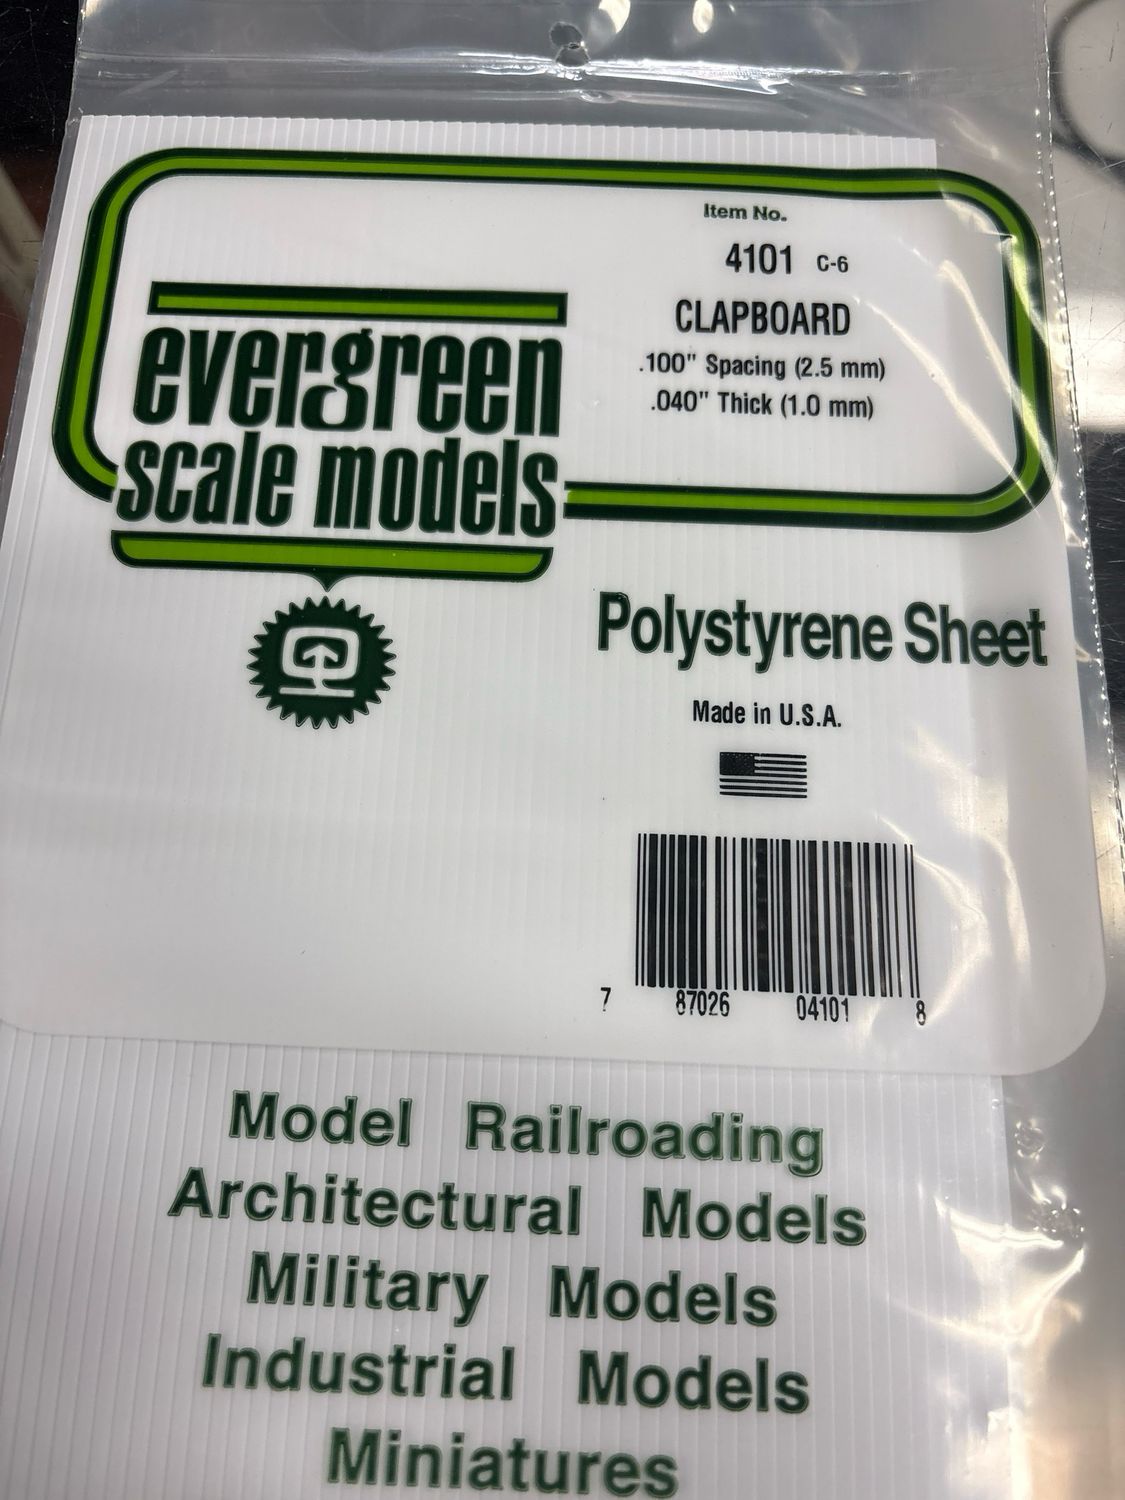 Item No.
4101 C-6
CLAPBOARD
.100" Spacing (2.5 mm)
.040" Thick (1.0 mm)
evergreen
scale models
Polystyrene Sheet
Made in U.S.A.
7 87026 04101 8
Model Railroading
Architectural Models
Military Models
Industrial Models
Miniatures